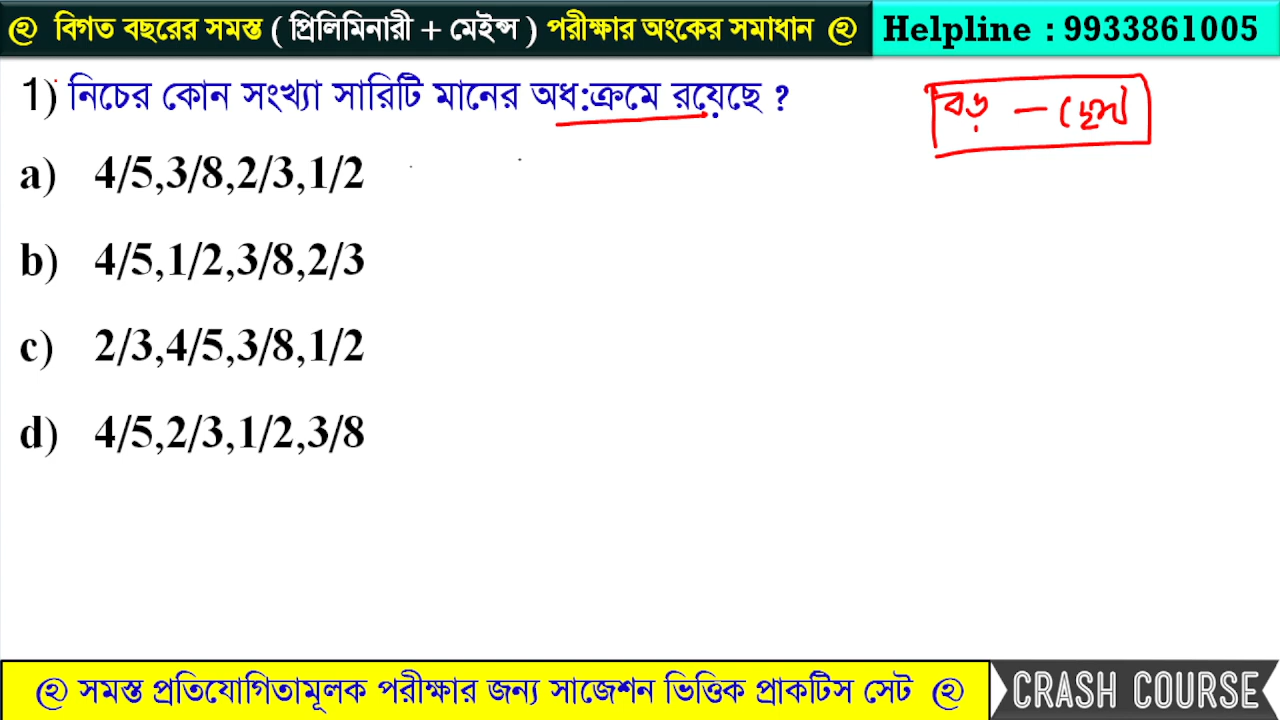 বিগত বছরের সমস্ত ( প্রিলিমিনারী + মেইন্স ) পরীক্ষার অংকের সমাধান
Helpline : 9933861005
1) নিচের কোন সংখ্যা সারিটি মানের অধ:ক্রমে রয়েছে ?
বড় –
a) 4/5,3/8,2/3,1/2
b) 4/5,1/2,3/8,2/3
c) 2/3,4/5,3/8,1/2
d) 4/5,2/3,1/2,3/8
সমস্ত প্রতিযোগিতামূলক পরীক্ষার জন্য সাজেশন ভিত্তিক প্রাকটিস সেট
CRASH COURSE